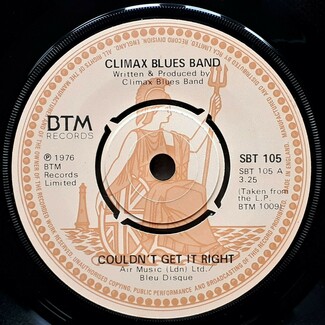 CLIMAX BLUES BAND
Written & Produced by
Climax Blues Band
BTM
RECORDS
℗ 1976
BTM
Records
Limited
SBT 105
SBT 105 A
3.25
(Taken from
the L.P.
BTM 1009)
COULDN'T GET IT RIGHT
Air Music (Ldn) Ltd./
Bleu Disque